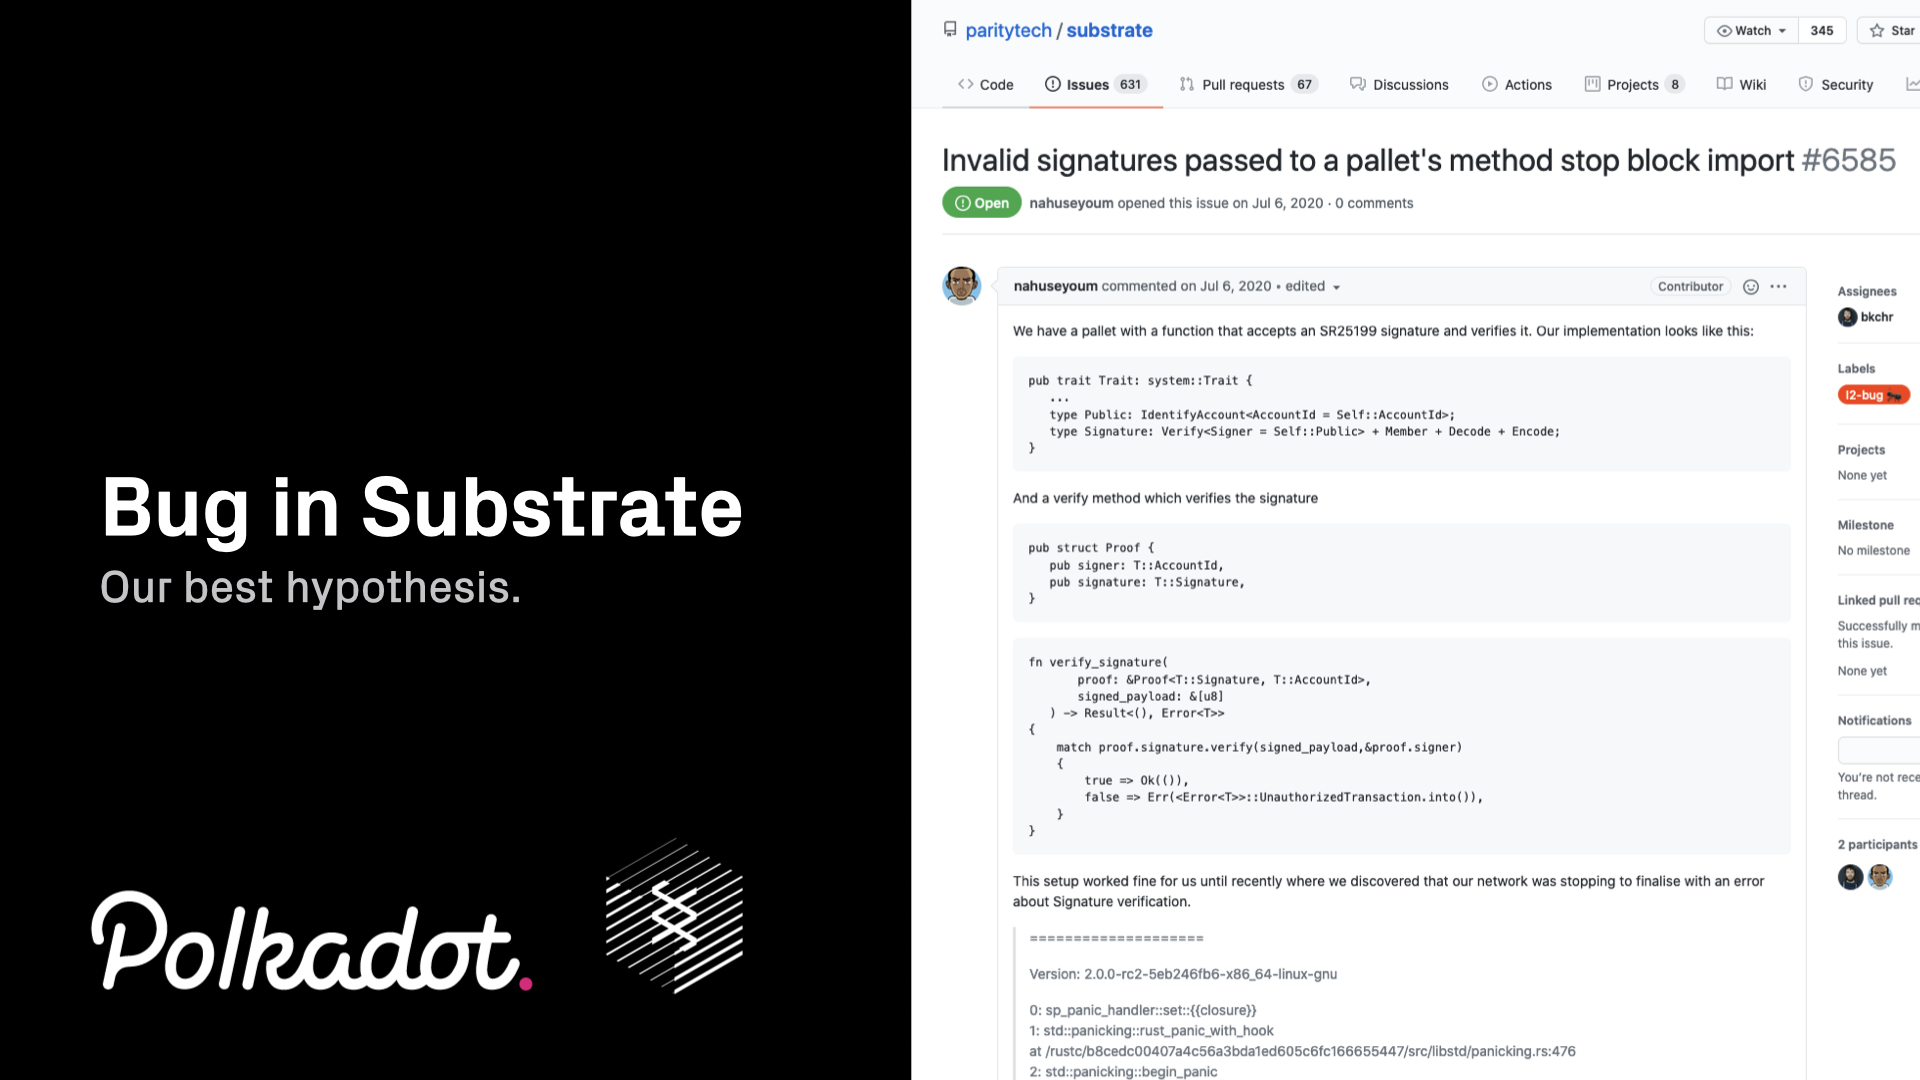 Bug in Substrate
Our best hypothesis.
Polkadot.
paritytech / substrate
Watch 345 Star
Code Issues 631 Pull requests 67 Discussions Actions Projects 8 Wiki Security
Invalid signatures passed to a pallet's method stop block import #6585
Open nahuseyoum opened this issue on Jul 6, 2020 · 0 comments
nahuseyoum commented on Jul 6, 2020 • edited Contributor
We have a pallet with a function that accepts an SR25199 signature and verifies it. Our implementation looks like this:
pub trait Trait: system::Trait {
...
type Public: IdentifyAccount<AccountId = Self::AccountId>;
type Signature: Verify<Signer = Self::Public> + Member + Decode + Encode;
}
And a verify method which verifies the signature
pub struct Proof {
pub signer: T::AccountId,
pub signature: T::Signature,
}
fn verify_signature(
proof: &Proof<T::Signature, T::AccountId>,
signed_payload: &[u8]
) -> Result<(), Error<T>>
{
match proof.signature.verify(signed_payload,&proof.signer)
{
true => Ok(()),
false => Err(<Error<T>>::UnauthorizedTransaction.into()),
}
}
This setup worked fine for us until recently where we discovered that our network was stopping to finalise with an error
about Signature verification.
====================
Version: 2.0.0-rc2-5eb246fb6-x86_64-linux-gnu
0: sp_panic_handler::set::{{closure}}
1: std::panicking::rust_panic_with_hook
at /rustc/b8cedc00407a4c56a3bda1ed605c6fc166655447/src/libstd/panicking.rs:476
2: std::panicking::begin_panic
Assignees
bkchr
Labels
I2-bug
Projects
None yet
Milestone
No milestone
Linked pull req
Successfully m
this issue.
None yet
Notifications
You're not rece
thread.
2 participants